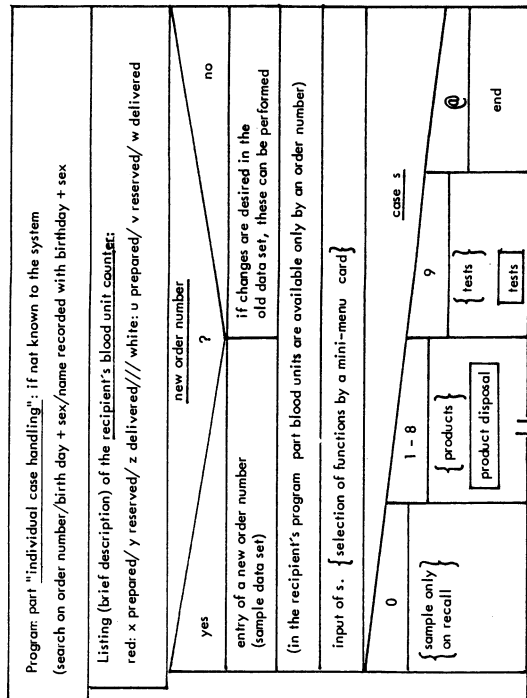 Program part "individual case handling": if nat known to the system
(search on order number/birth day + sex/name recorded with birthday + sex
Listing (brief description) of the recipient's blood unit counter:
red: x prepared/ y reserved/ z delivered/// white: u prepared/ v reserved/ w delivered
new order number
yes
?
no
entry of a new order number
(sample data set)
if changes are desired in the
old data set, these can be performed
(in the recipient's program part blood units are available only by an order number)
input of s. {selection of functions by a mini-menu card}
case s
0
1 - 8
9
@
{sample only}
{on recall}
{products}
product disposal
{tests}
tests
end